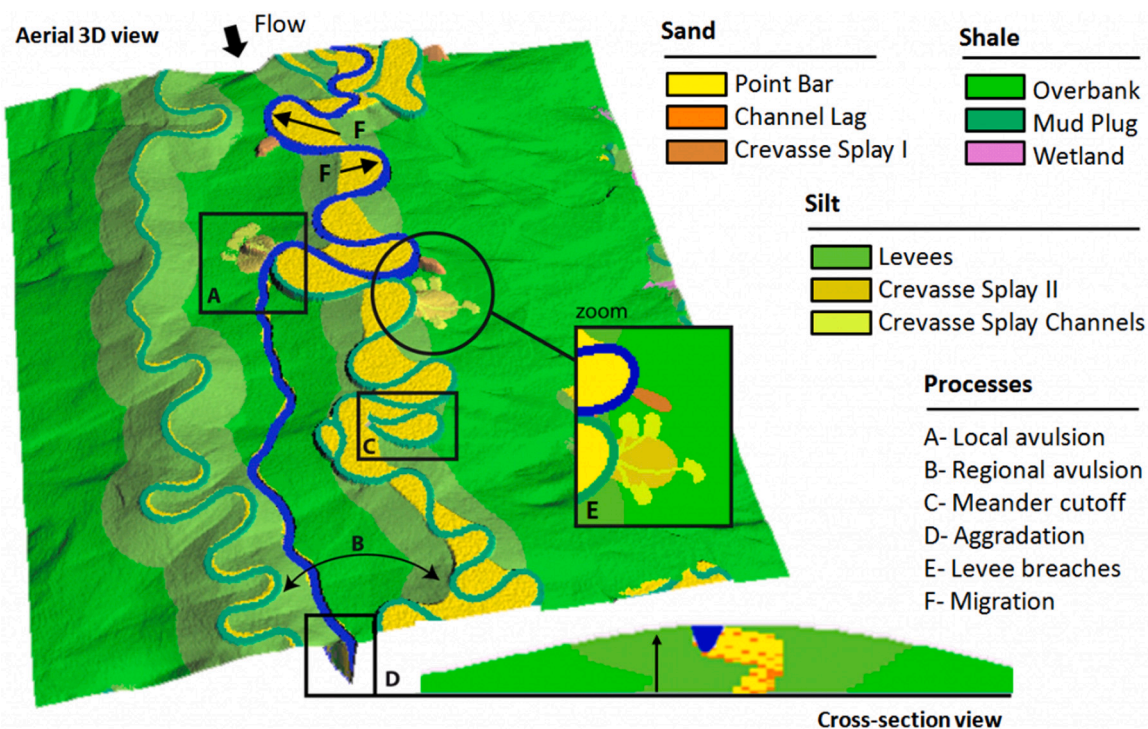 Aerial 3D view
Flow
F
F
A
B
C
D
zoom
E
Cross-section view
Sand
Point Bar
Channel Lag
Crevasse Splay I
Shale
Overbank
Mud Plug
Wetland
Silt
Levees
Crevasse Splay II
Crevasse Splay Channels
Processes
A- Local avulsion
B- Regional avulsion
C- Meander cutoff
D- Aggradation
E- Levee breaches
F- Migration